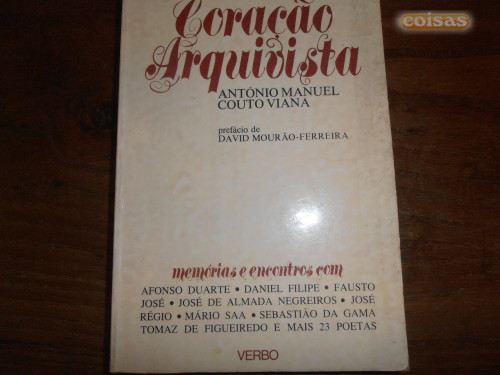 coisas
Coração
Arquivista
ANTÓNIO MANUEL
COUTO VIANA
prefácio de
DAVID MOURÃO-FERREIRA
memórias e encontros com
AFONSO DUARTE • DANIEL FILIPE • FAUSTO
JOSÉ • JOSÉ DE ALMADA NEGREIROS • JOSÉ
RÉGIO • MÁRIO SAA • SEBASTIÃO DA GAMA
TOMAZ DE FIGUEIREDO E MAIS 23 POETAS
VERBO